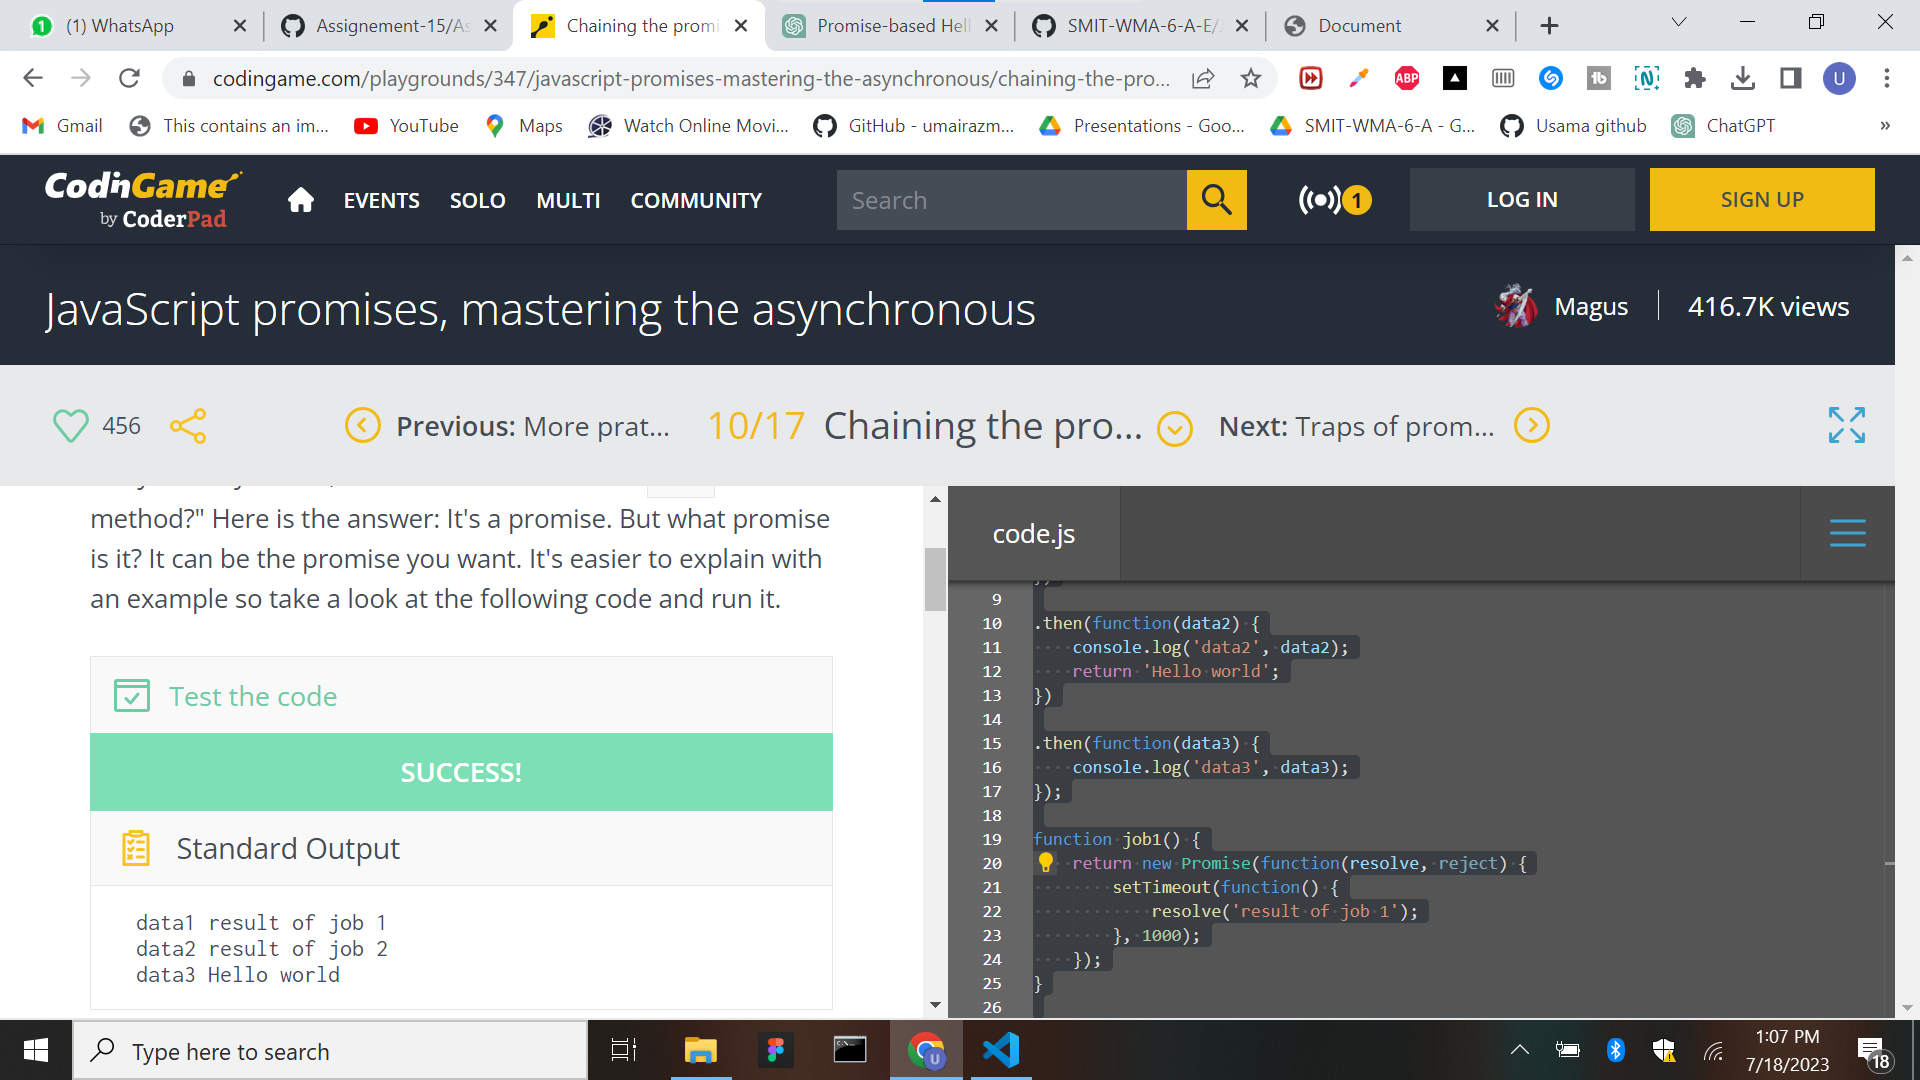 (1) WhatsApp
Assignement-15/As
Chaining the promi
Promise-based Hell
SMIT-WMA-6-A-E/J
Document
codingame.com/playgrounds/347/javascript-promises-mastering-the-asynchronous/chaining-the-pro...
ABP
U
Gmail
This contains an im...
YouTube
Maps
Watch Online Movi...
GitHub - umairazm...
Presentations - Goo...
SMIT-WMA-6-A - G...
Usama github
ChatGPT
»
CODINGAME
by CoderPad
EVENTS
SOLO
MULTI
COMMUNITY
Search
1
LOG IN
SIGN UP
JavaScript promises, mastering the asynchronous
Magus
416.7K views
456
Previous: More prat...
10/17 Chaining the pro...
Next: Traps of prom...
method?" Here is the answer: It's a promise. But what promise
is it? It can be the promise you want. It's easier to explain with
an example so take a look at the following code and run it.
Test the code
SUCCESS!
Standard Output
data1 result of job 1
data2 result of job 2
data3 Hello world
code.js
9
10 .then(function(data2) {
11 console.log('data2', data2);
12 return 'Hello world';
13 })
14
15 .then(function(data3) {
16 console.log('data3', data3);
17 });
18
19 function job1() {
20 return new Promise(function(resolve, reject) {
21 setTimeout(function() {
22 resolve('result of job 1');
23 }, 1000);
24 });
25 }
26
Type here to search
U
1:07 PM
7/18/2023
18